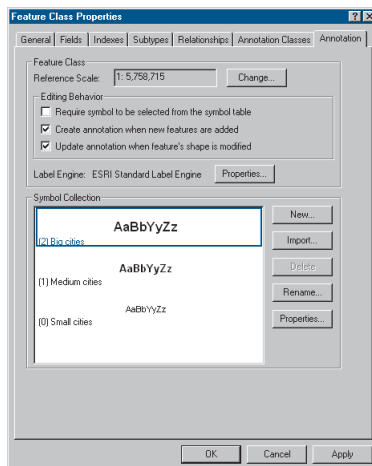 Feature Class Properties
General Fields Indexes Subtypes Relationships Annotation Classes Annotation
Feature Class
Reference Scale: 1: 5,758,715 Change...
Editing Behavior
Require symbol to be selected from the symbol table
Create annotation when new features are added
Update annotation when feature's shape is modified
Label Engine: ESRI Standard Label Engine Properties...
Symbol Collection
AaBbYyZz
(2) Big cities
AaBbYyZz
(1) Medium cities
AaBbYyZz
(0) Small cities
New...
Import...
Delete
Rename...
Properties...
OK Cancel Apply